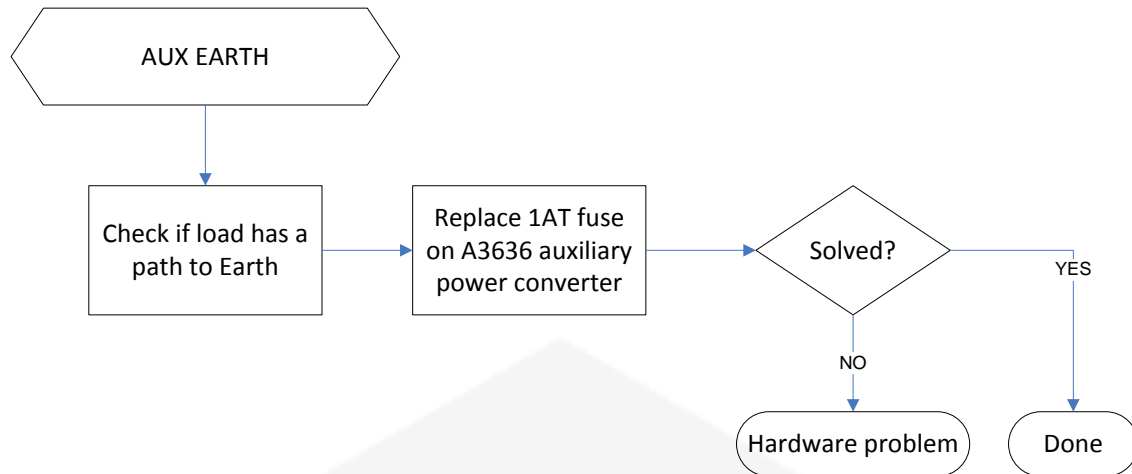 AUX EARTH
Check if load has a
path to Earth
Replace 1AT fuse
on A3636 auxiliary
power converter
Solved?
YES
NO
Hardware problem
Done